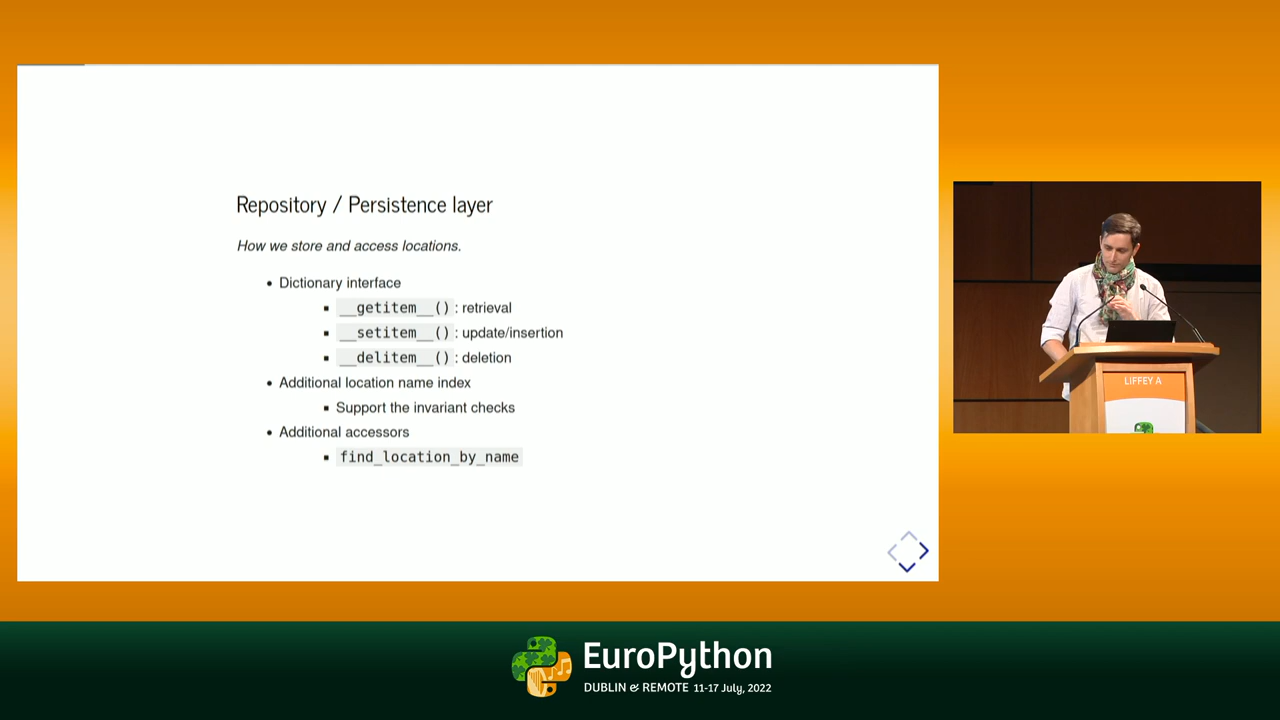 Repository / Persistence layer
How we store and access locations.
Dictionary interface
__getitem__() : retrieval
__setitem__() : update/insertion
__delitem__() : deletion
Additional location name index
Support the invariant checks
Additional accessors
find_location_by_name
LIFFEY A
EuroPython
DUBLIN & REMOTE 11-17 July, 2022